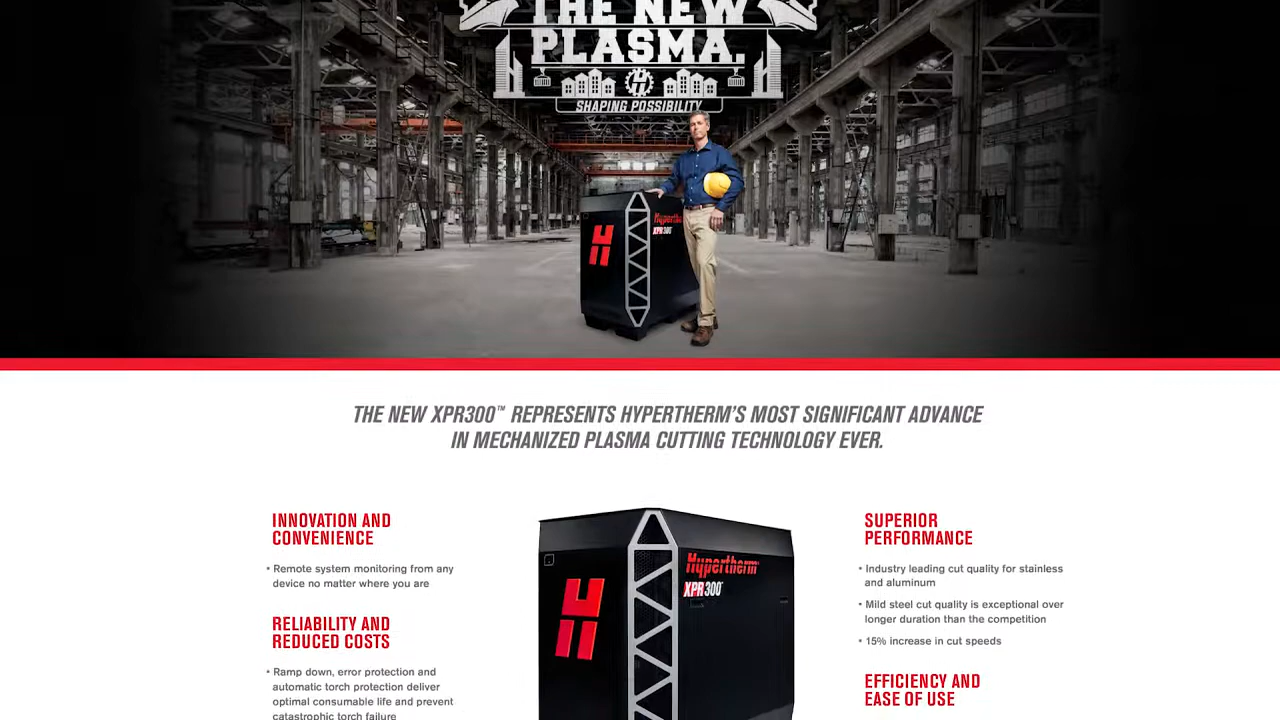 THE NEW
PLASMA.
SHAPING POSSIBILITY
Hypertherm
XPR300™
THE NEW XPR300™ REPRESENTS HYPERTHERM'S MOST SIGNIFICANT ADVANCE
IN MECHANIZED PLASMA CUTTING TECHNOLOGY EVER.
INNOVATION AND
CONVENIENCE
• Remote system monitoring from any
device no matter where you are
RELIABILITY AND
REDUCED COSTS
• Ramp down, error protection and
automatic torch protection deliver
optimal consumable life and prevent
catastrophic torch failure
Hypertherm
XPR300™
SUPERIOR
PERFORMANCE
• Industry leading cut quality for stainless
and aluminum
• Mild steel cut quality is exceptional over
longer duration than the competition
• 15% increase in cut speeds
EFFICIENCY AND
EASE OF USE